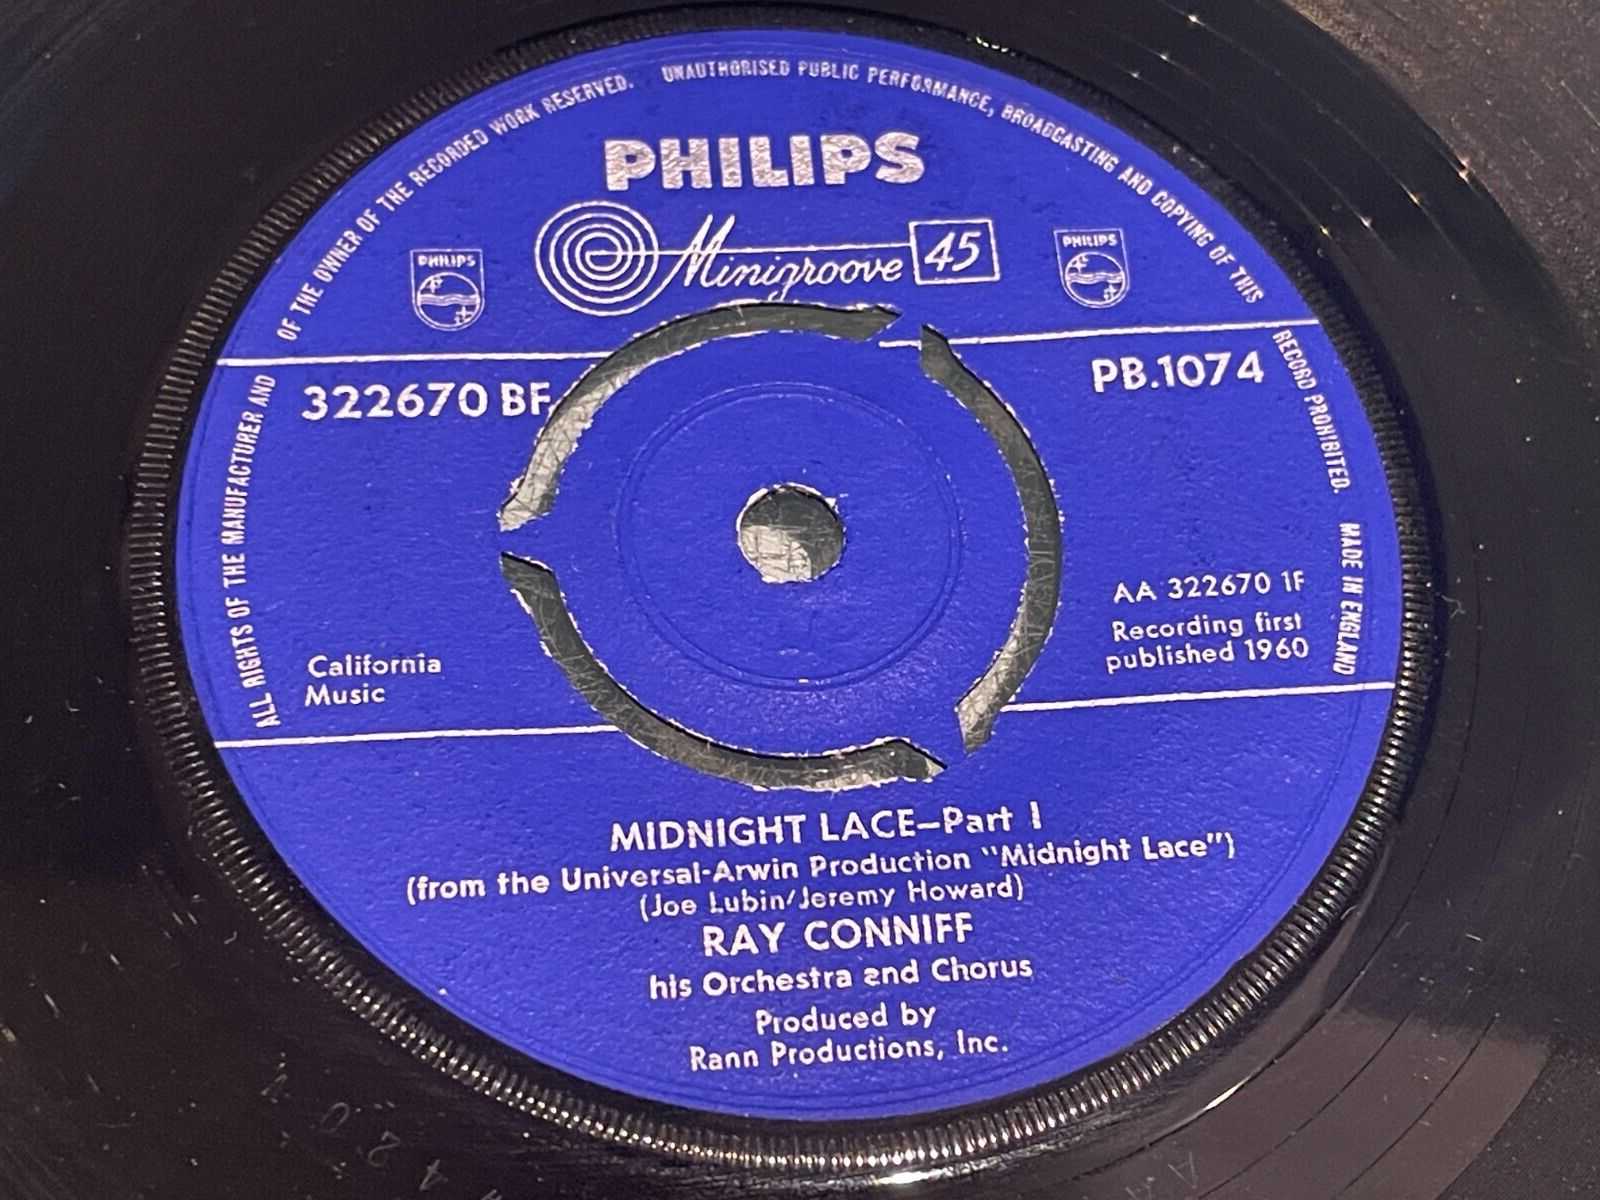 ALL RIGHTS OF THE MANUFACTURER AND OF THE OWNER OF THE RECORDED WORK RESERVED. UNAUTHORISED PUBLIC PERFORMANCE, BROADCASTING AND COPYING OF THIS RECORD PROHIBITED. MADE IN ENGLAND
PHILIPS
Minigroove 45
PHILIPS
PHILIPS
322670 BF
PB.1074
California
Music
AA 322670 1F
Recording first
published 1960
MIDNIGHT LACE–Part 1
(from the Universal-Arwin Production "Midnight Lace")
(Joe Lubin/Jeremy Howard)
RAY CONNIFF
his Orchestra and Chorus
Produced by
Rann Productions, Inc.